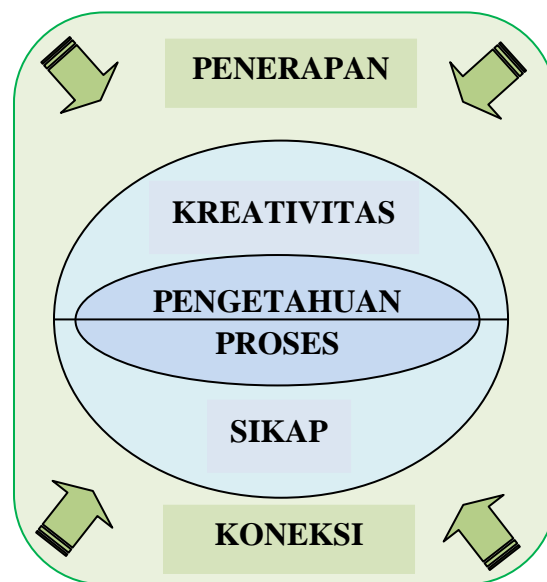 PENERAPAN
KREATIVITAS
PENGETAHUAN
PROSES
SIKAP
KONEKSI